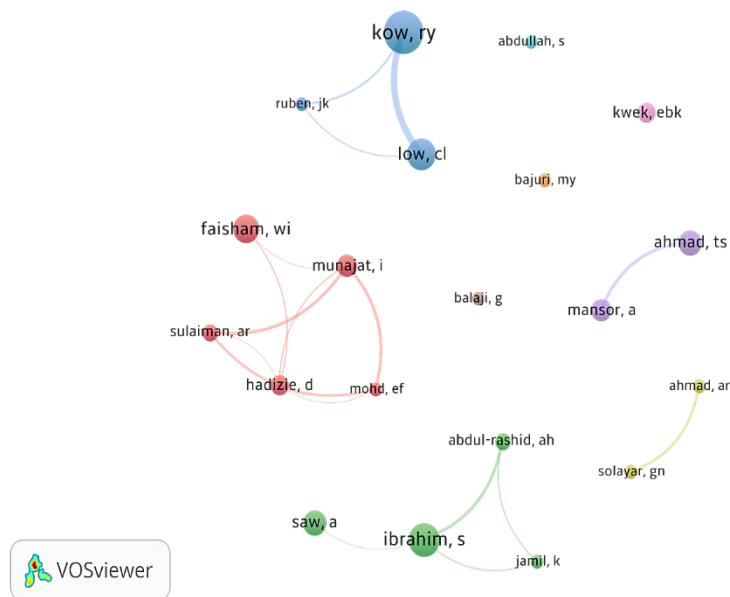 kow, ry
abdullah, s
ruben, jk
kwek, ebk
low, cl
bajuri, my
faisham, wi
ahmad, ts
munajat, i
balaji, g
mansor, a
sulaiman, ar
hadizie, d
mohd, ef
ahmad, ar
abdul-rashid, ah
solayar, gn
saw, a
ibrahim, s
jamil, k
VOSviewer